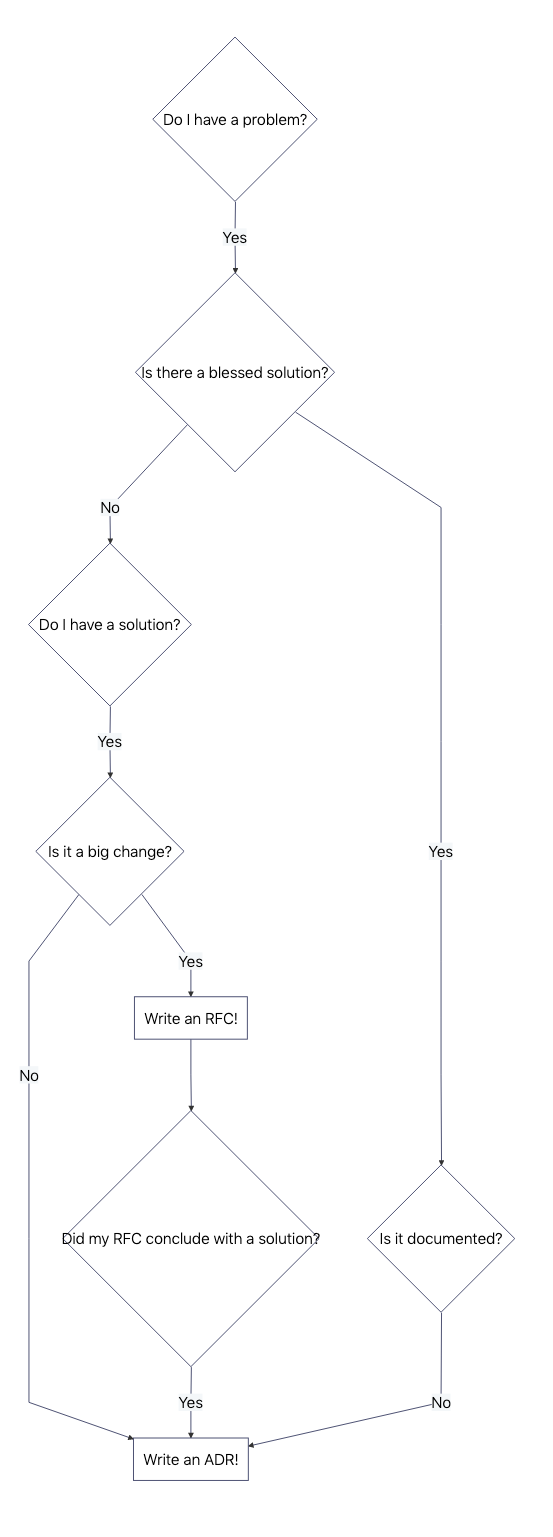 Do I have a problem?
Yes
Is there a blessed solution?
No
Do I have a solution?
Yes
Is it a big change?
Yes
Yes
Write an RFC!
No
Did my RFC conclude with a solution?
Is it documented?
Yes
No
Write an ADR!